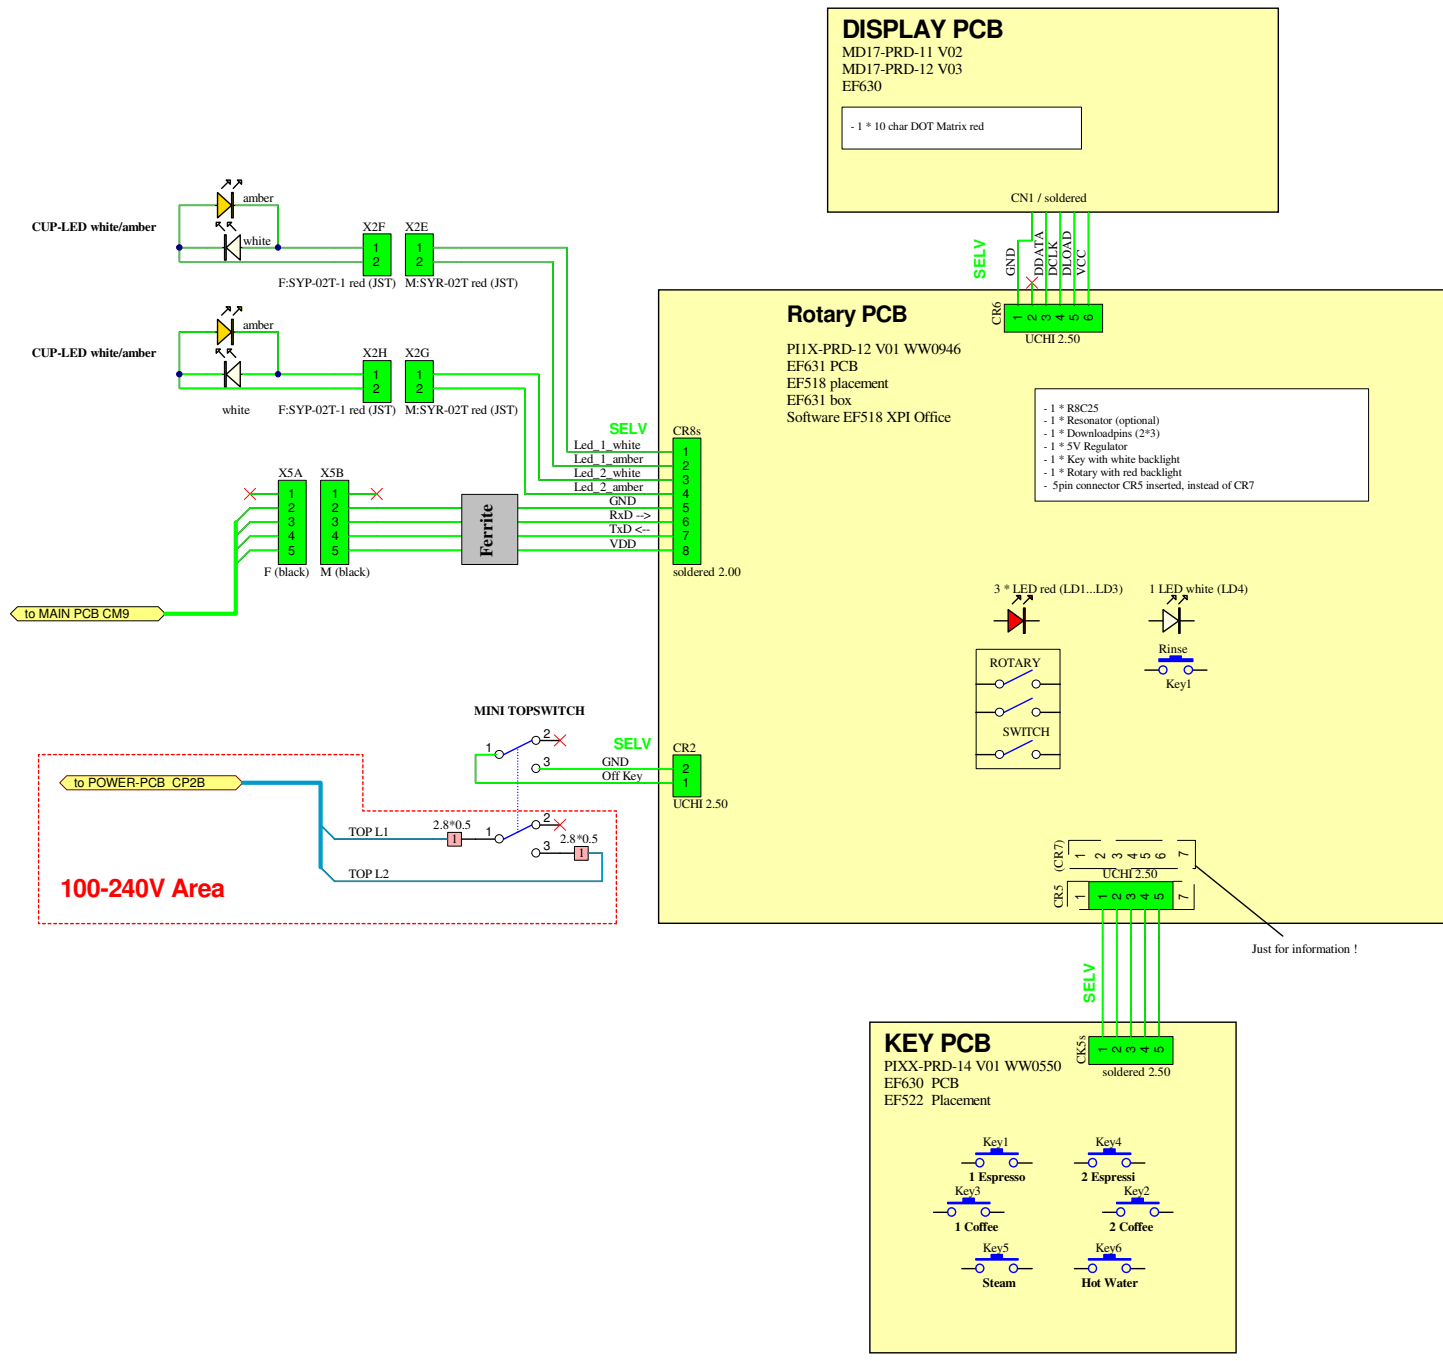 DISPLAY PCB
MD17-PRD-11 V02
MD17-PRD-12 V03
EF630
- 1 * 10 char DOT Matrix red
CN1 / soldered
SELV
GND
DDATA
DCLK
DLOAD
VCC
CR6
1 2 3 4 5 6
UCHI 2.50
CUP-LED white/amber
amber
white
X2F X2E
1 1
2 2
F:SYP-02T-1 red (JST) M:SYR-02T red (JST)
CUP-LED white/amber
amber
white
X2H X2G
1 1
2 2
F:SYP-02T-1 red (JST) M:SYR-02T red (JST)
Rotary PCB
PI1X-PRD-12 V01 WW0946
EF631 PCB
EF518 placement
EF631 box
Software EF518 XPI Office
- 1 * R8C25
- 1 * Resonator (optional)
- 1 * Downloadpins (2*3)
- 1 * 5V Regulator
- 1 * Key with white backlight
- 1 * Rotary with red backlight
- 5pin connector CR5 inserted, instead of CR7
SELV
CR8s
Led_1_white 1
Led_1_amber 2
Led_2_white 3
Led_2_amber 4
GND 5
RxD --> 6
TxD <-- 7
VDD 8
soldered 2.00
X5A X5B
1 1
2 2
3 3
4 4
5 5
F (black) M (black)
Ferrite
to MAIN PCB CM9
3 * LED red (LD1...LD3)
1 LED white (LD4)
ROTARY
SWITCH
Rinse
Key1
MINI TOPSWITCH
1 2
3
SELV
CR2
GND 2
Off Key 1
UCHI 2.50
to POWER-PCB CP2B
TOP L1
2.8*0.5
1
1 2
3
2.8*0.5
1
TOP L2
100-240V Area
(CR7)
1 2 3 4 5 6 7
UCHI 2.50
CR5
1 1 2 3 4 5 7
Just for information !
SELV
KEY PCB
PIXX-PRD-14 V01 WW0550
EF630 PCB
EF522 Placement
CK5s
1 2 3 4 5
soldered 2.50
Key1
1 Espresso
Key4
2 Espressi
Key3
1 Coffee
Key2
2 Coffee
Key5
Steam
Key6
Hot Water